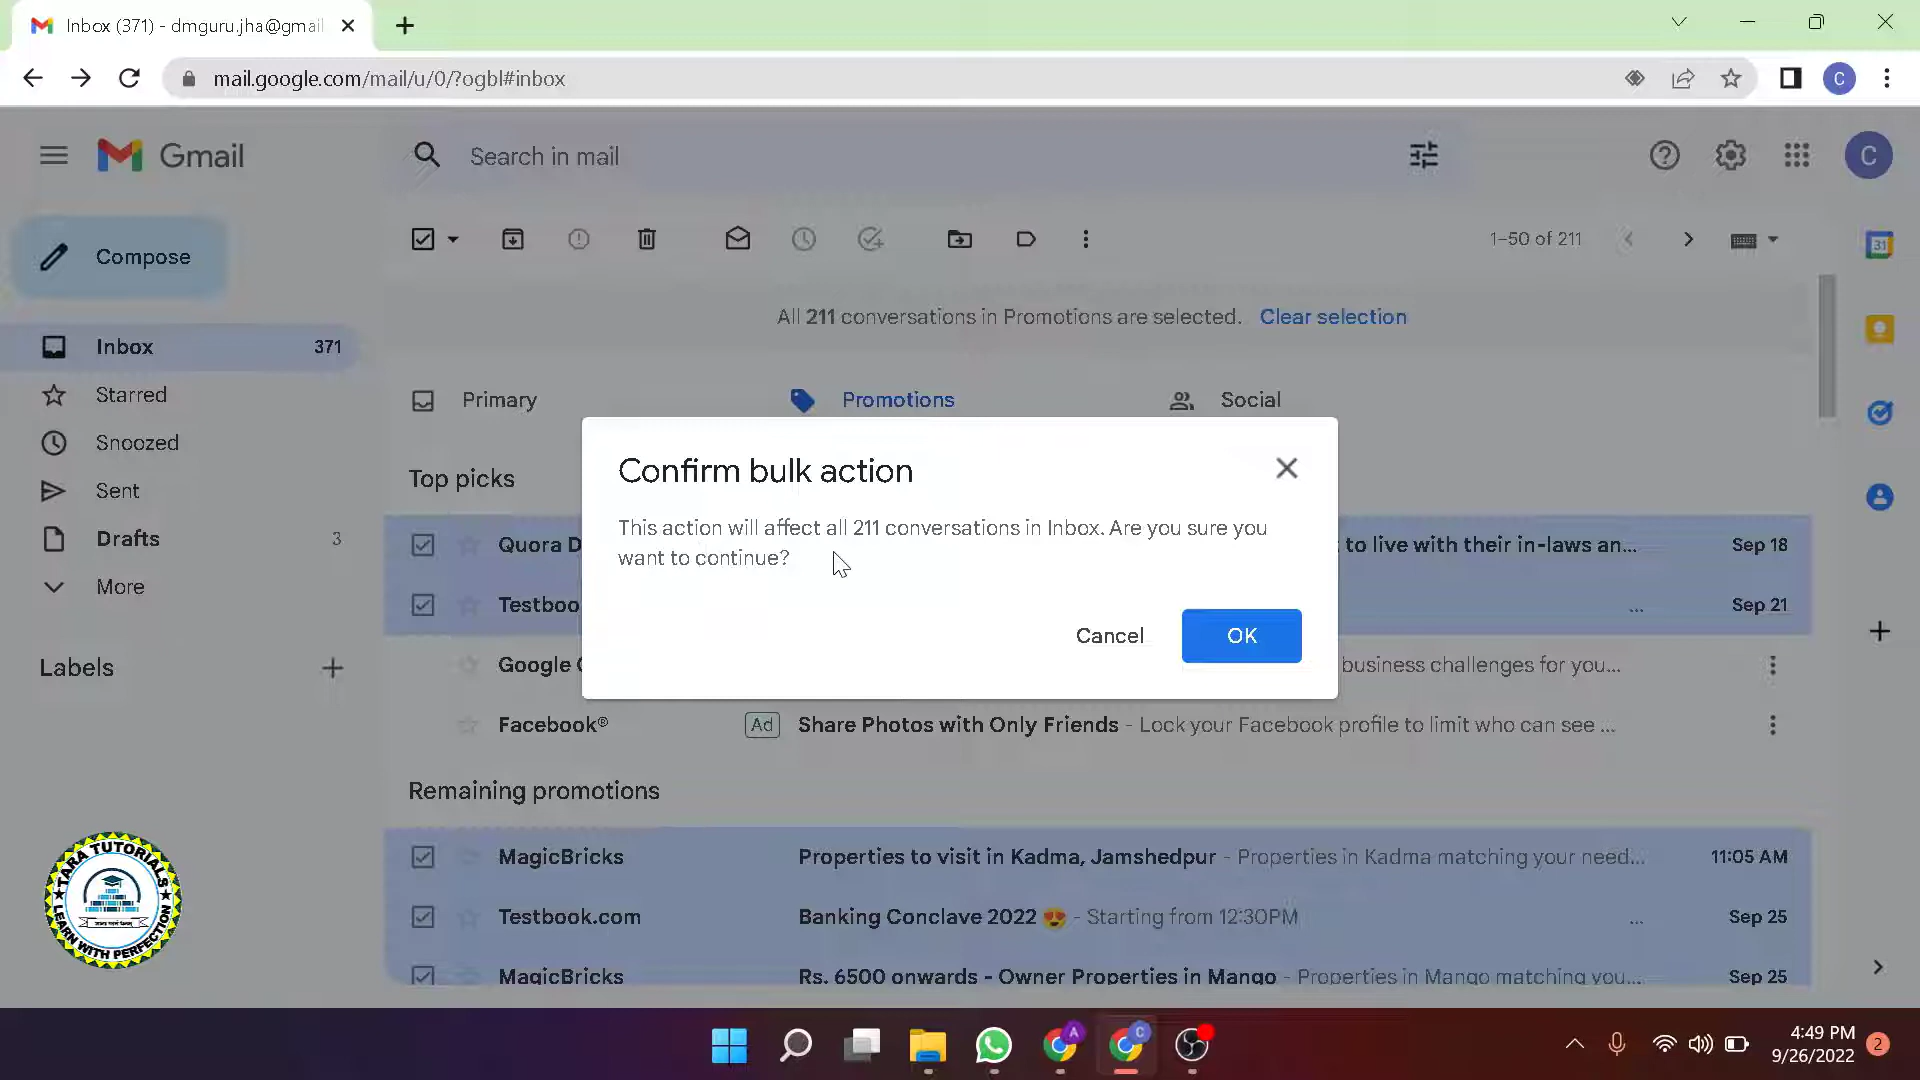 Inbox (371) - dmguru.jha@gmail
mail.google.com/mail/u/0/?ogbl#inbox
C
Gmail
Search in mail
C
Compose
1–50 of 211
31
All 211 conversations in Promotions are selected. Clear selection
Inbox 371
Starred
Snoozed
Sent
Drafts 3
More
Labels
Primary
Promotions
Social
Top picks
Confirm bulk action
This action will affect all 211 conversations in Inbox. Are you sure you
want to continue?
Cancel
OK
Quora D to live with their in-laws an... Sep 18
Testboo ... Sep 21
Google business challenges for you...
Facebook® Ad Share Photos with Only Friends - Lock your Facebook profile to limit who can see ...
Remaining promotions
MagicBricks Properties to visit in Kadma, Jamshedpur - Properties in Kadma matching your need... 11:05 AM
Testbook.com Banking Conclave 2022 😍 - Starting from 12:30PM ... Sep 25
MagicBricks Rs. 6500 onwards - Owner Properties in Mango - Properties in Mango matching you... Sep 25
TARA TUTORIALS
LEARN WITH PERFECTION
A
C
4:49 PM
9/26/2022
2